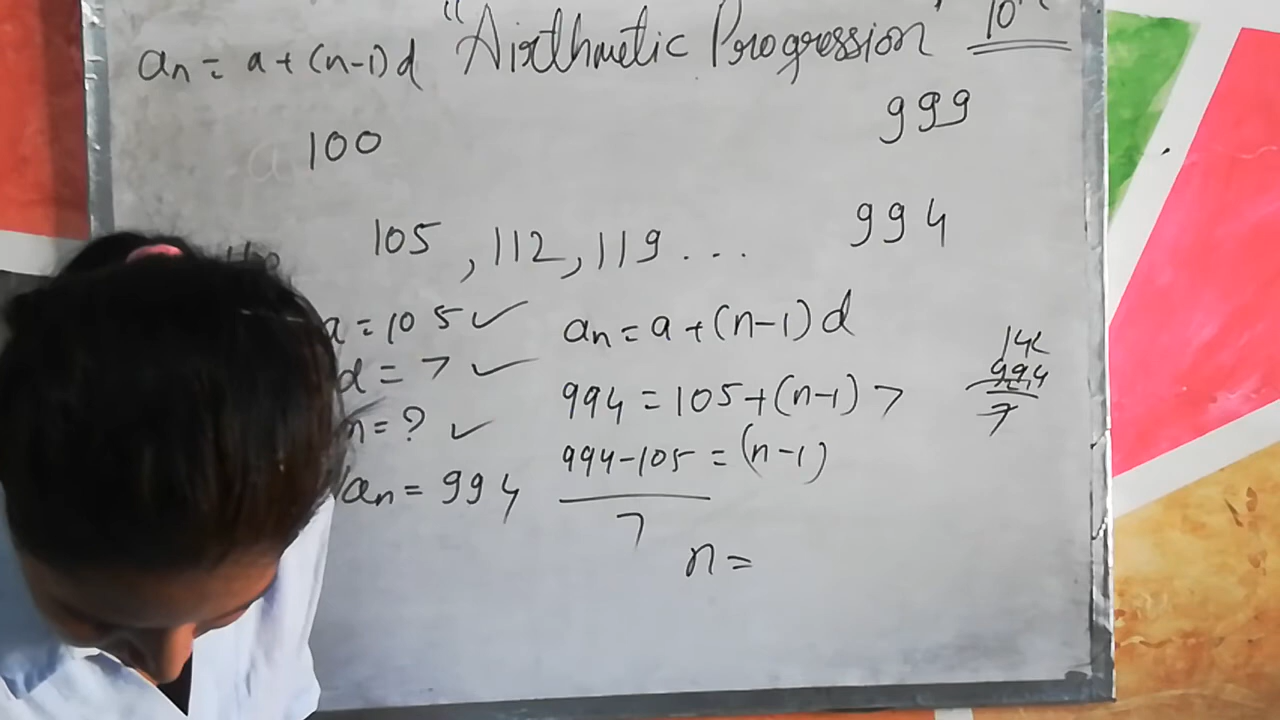 "Airthmetic Progression" 10th
an = a + (n-1) d
100 999
105, 112, 119 ... 994
a = 105 ✓
d = 7 ✓
n = ? ✓
an = 994
an = a + (n-1) d
994 = 105 + (n-1) 7
994-105 = (n-1)
7
n =
994
7